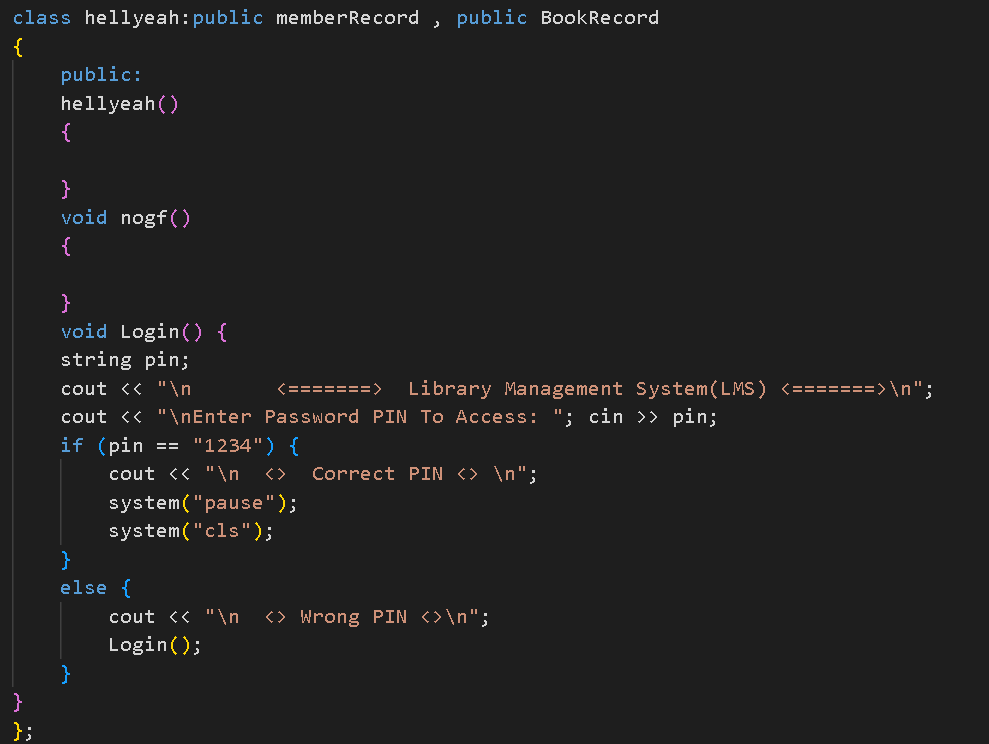 class hellyeah:public memberRecord , public BookRecord
{
    public:
    hellyeah()
    {

    }
    void nogf()
    {

    }
    void Login() {
    string pin;
    cout << "\n       <=======>  Library Management System(LMS) <=======>\n";
    cout << "\nEnter Password PIN To Access: "; cin >> pin;
    if (pin == "1234") {
        cout << "\n  <>  Correct PIN <> \n";
        system("pause");
        system("cls");
    }
    else {
        cout << "\n  <> Wrong PIN <>\n";
        Login();
    }
}
};